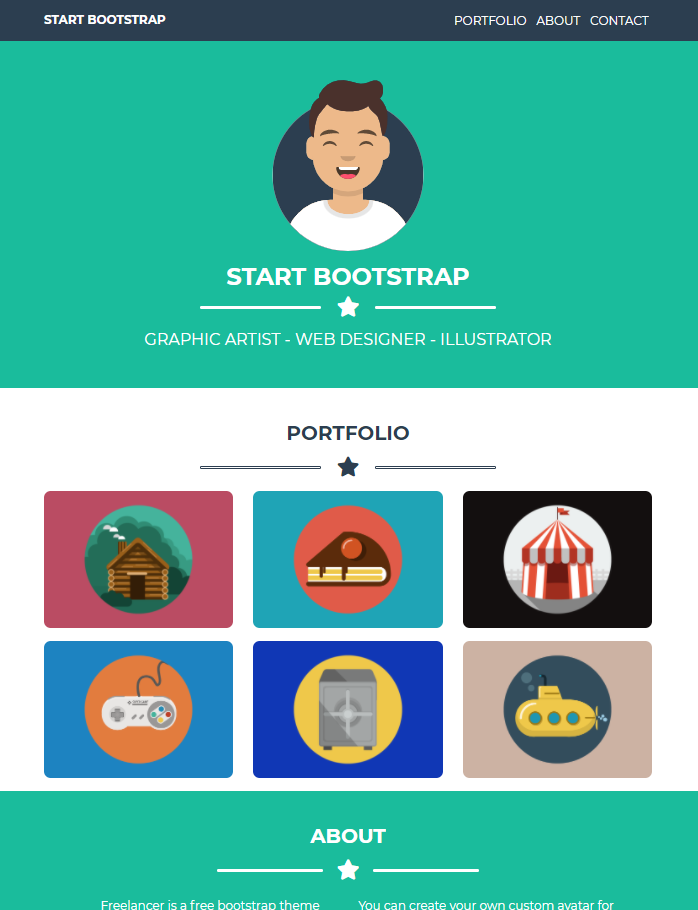 START BOOTSTRAP
PORTFOLIO ABOUT CONTACT
START BOOTSTRAP
GRAPHIC ARTIST - WEB DESIGNER - ILLUSTRATOR
PORTFOLIO
ABOUT
Freelancer is a free bootstrap theme
You can create your own custom avatar for